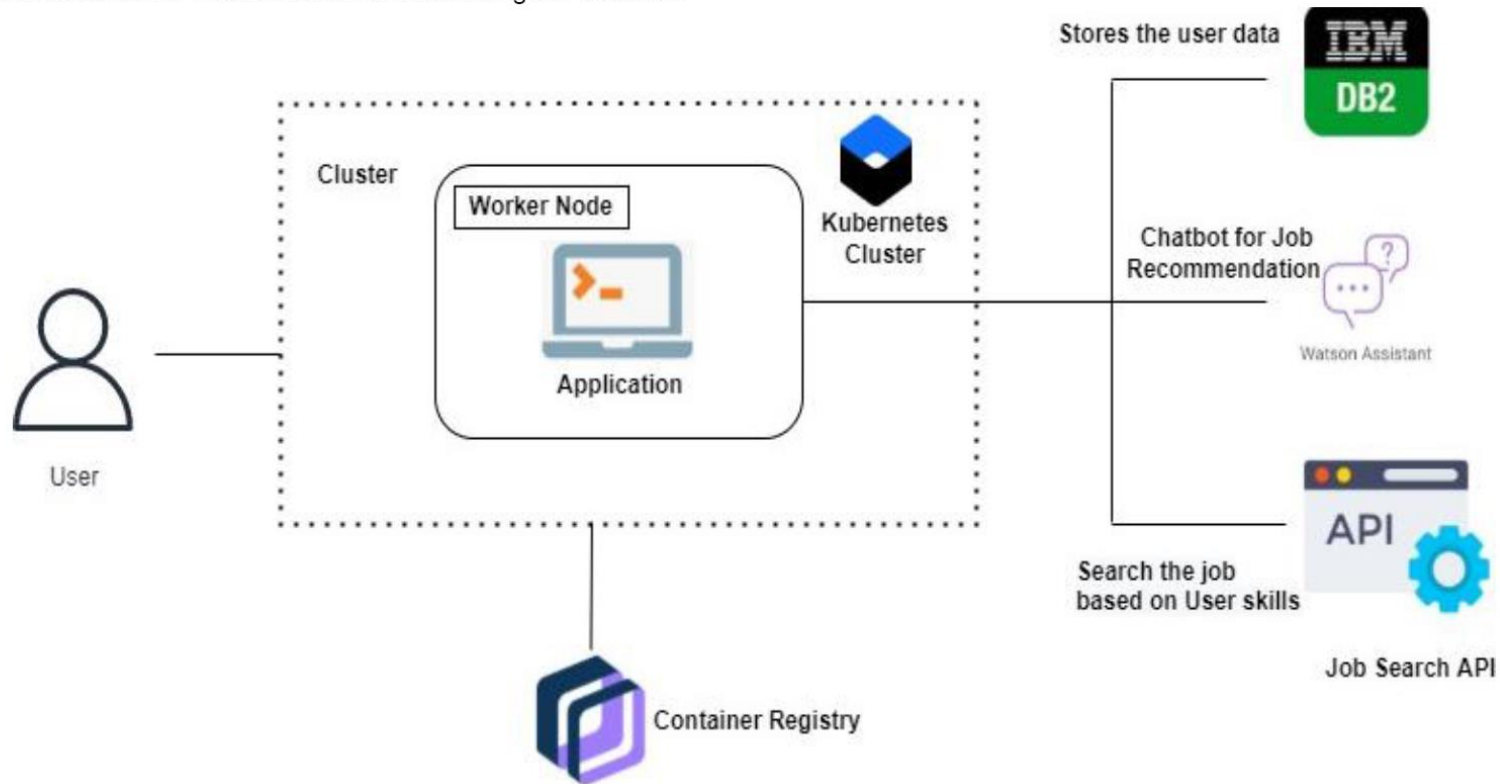 Stores the user data
IBM
DB2
Cluster
Worker Node
Kubernetes
Cluster
Application
Chatbot for Job
Recommendation
?
Watson Assistant
User
API
Search the job
based on User skills
Job Search API
Container Registry